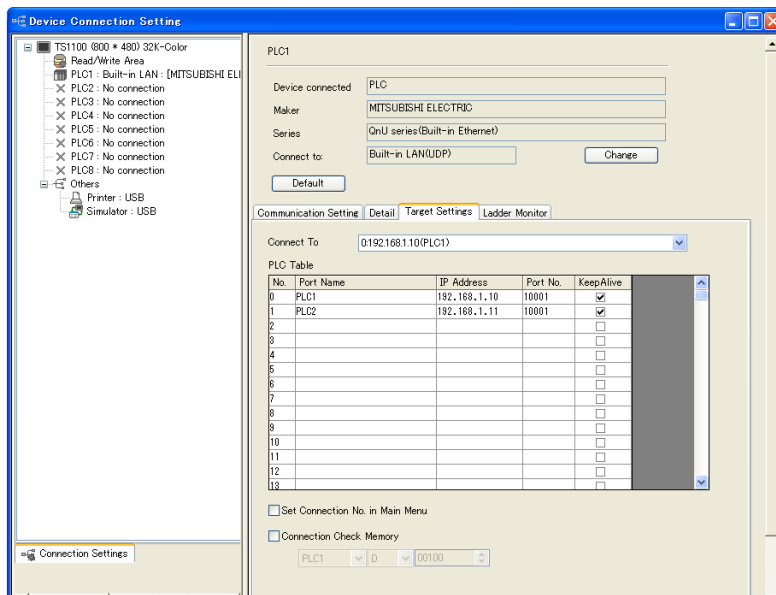 Device Connection Setting
TS1100 (800 * 480) 32K-Color
Read/Write Area
PLC1 : Built-in LAN : [MITSUBISHI ELI
PLC2 : No connection
PLC3 : No connection
PLC4 : No connection
PLC5 : No connection
PLC6 : No connection
PLC7 : No connection
PLC8 : No connection
Others
Printer : USB
Simulator : USB
Connection Settings
PLC1
Device connected PLC
Maker MITSUBISHI ELECTRIC
Series QnU series(Built-in Ethernet)
Connect to: Built-in LAN(UDP) Change
Default
Communication Setting Detail Target Settings Ladder Monitor
Connect To 0:192.168.1.10(PLC1)
PLC Table
No. Port Name IP Address Port No. KeepAlive
0 PLC1 192.168.1.10 10001
1 PLC2 192.168.1.11 10001
2
3
4
5
6
7
8
9
10
11
12
13
Set Connection No. in Main Menu
Connection Check Memory
PLC1 D 00100